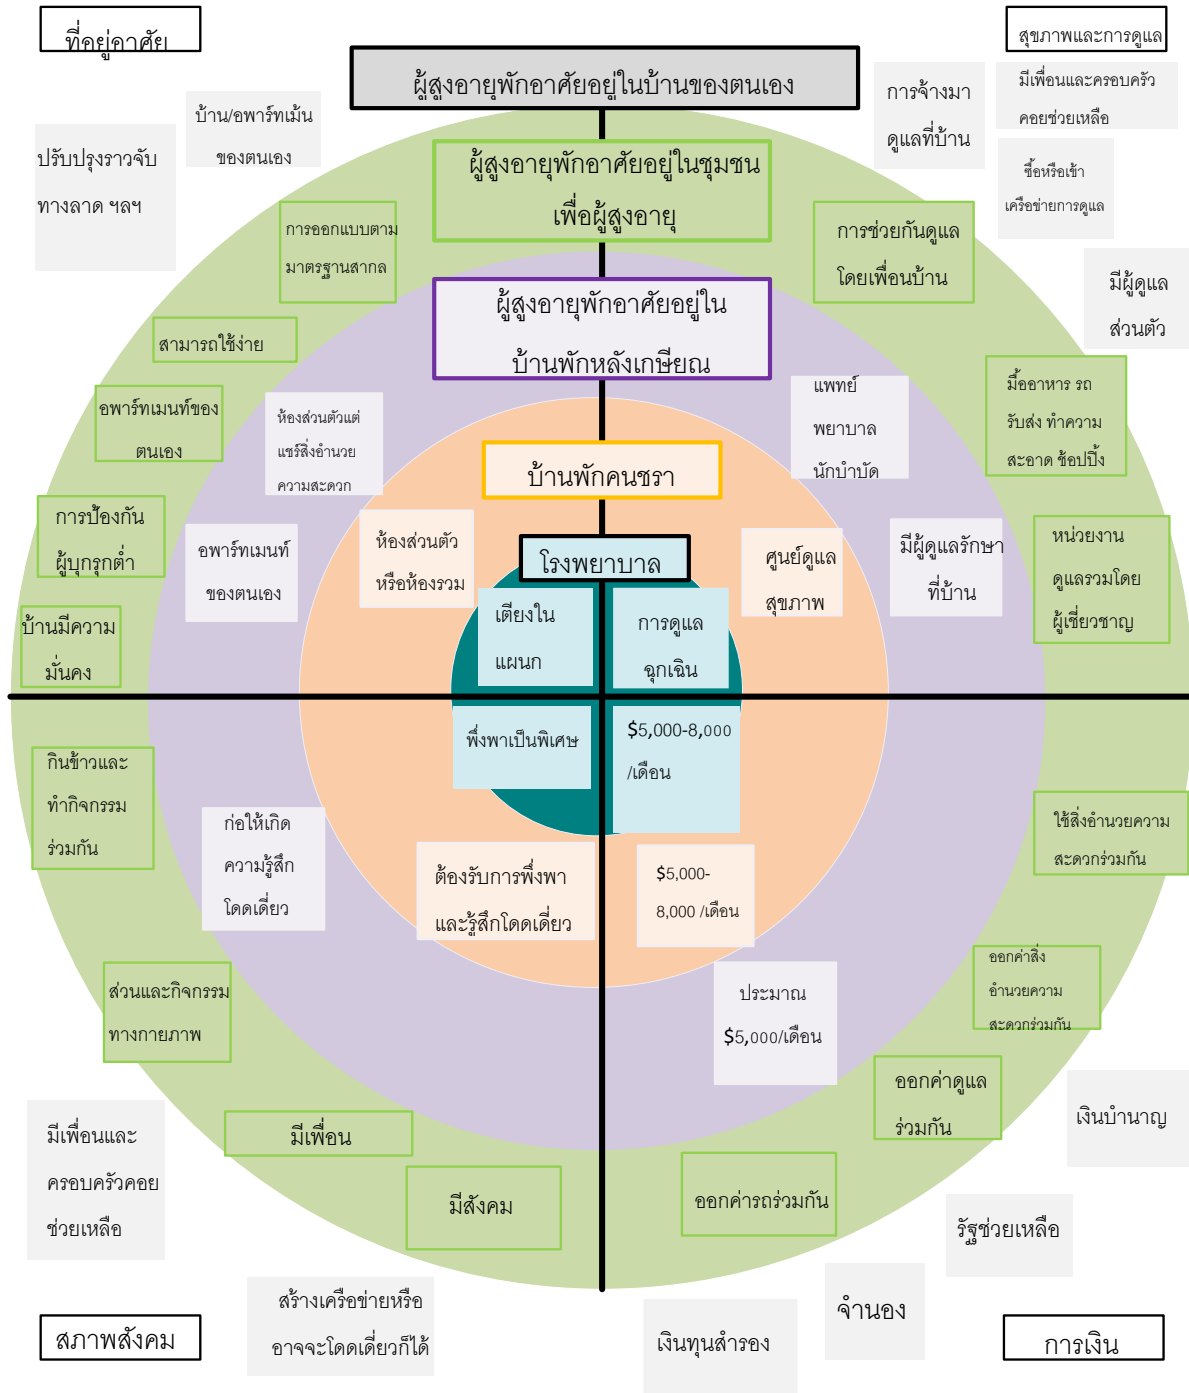 ที่อยู่อาศัย
สุขภาพและการดูแล
ผู้สูงอายุพักอาศัยอยู่ในบ้านของตนเอง
บ้าน/อพาร์ทเม้น
ของตนเอง
ปรับปรุงราวจับ
ทางลาด ฯลฯ
การจ้างมา
ดูแลที่บ้าน
มีเพื่อนและครอบครัว
คอยช่วยเหลือ
ซื้อหรือเข้า
เครือข่ายการดูแล
มีผู้ดูแล
ส่วนตัว
ผู้สูงอายุพักอาศัยอยู่ในชุมชน
เพื่อผู้สูงอายุ
การออกแบบตาม
มาตรฐานสากล
การช่วยกันดูแล
โดยเพื่อนบ้าน
ผู้สูงอายุพักอาศัยอยู่ใน
บ้านพักหลังเกษียณ
สามารถใช้ง่าย
อพาร์ทเมนท์ของ
ตนเอง
ห้องส่วนตัวแต่
แชร์สิ่งอำนวย
ความสะดวก
แพทย์
พยาบาล
นักบำบัด
มื้ออาหาร รถ
รับส่ง ทำความ
สะอาด ช้อปปิ้ง
บ้านพักคนชรา
การป้องกัน
ผู้บุกรุกต่ำ
อพาร์ทเมนท์
ของตนเอง
ห้องส่วนตัว
หรือห้องรวม
โรงพยาบาล
ศูนย์ดูแล
สุขภาพ
มีผู้ดูแลรักษา
ที่บ้าน
หน่วยงาน
ดูแลรวมโดย
ผู้เชี่ยวชาญ
บ้านมีความ
มั่นคง
เตียงใน
แผนก
การดูแล
ฉุกเฉิน
พึ่งพาเป็นพิเศษ
$5,000-8,000
/เดือน
กินข้าวและ
ทำกิจกรรม
ร่วมกัน
ก่อให้เกิด
ความรู้สึก
โดดเดี่ยว
ต้องรับการพึ่งพา
และรู้สึกโดดเดี่ยว
$5,000-
8,000 /เดือน
ใช้สิ่งอำนวยความ
สะดวกร่วมกัน
ส่วนและกิจกรรม
ทางกายภาพ
ประมาณ
$5,000/เดือน
ออกค่าสิ่ง
อำนวยความ
สะดวกร่วมกัน
ออกค่าดูแล
ร่วมกัน
เงินบำนาญ
มีเพื่อนและ
ครอบครัวคอย
ช่วยเหลือ
มีเพื่อน
มีสังคม
ออกค่ารถร่วมกัน
รัฐช่วยเหลือ
สร้างเครือข่ายหรือ
อาจจะโดดเดี่ยวก็ได้
เงินทุนสำรอง
จำนอง
สภาพสังคม
การเงิน